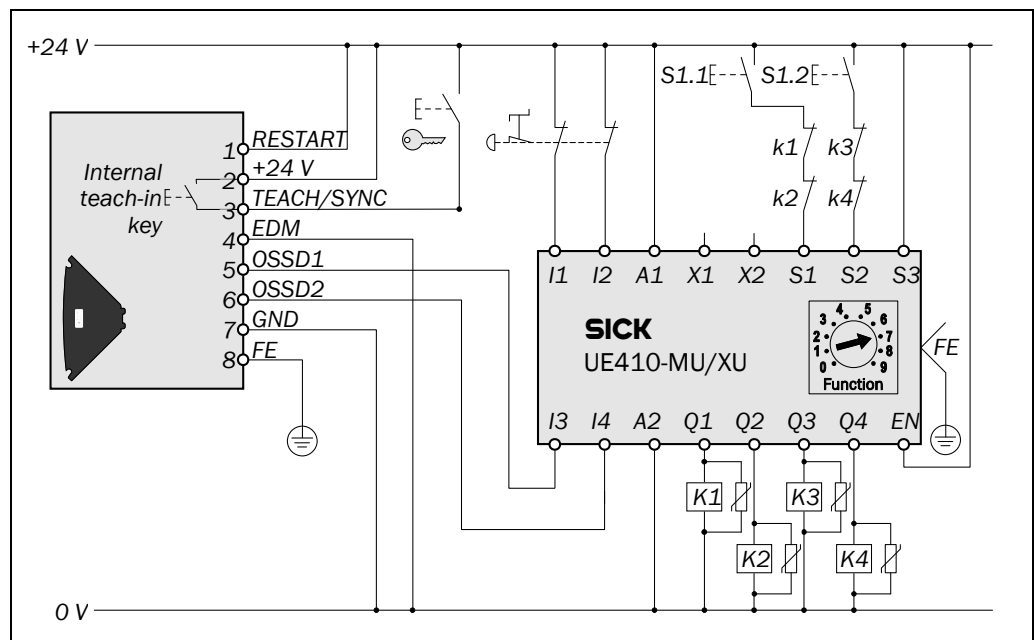 +24 V
S1.1
S1.2
1 RESTART
2 +24 V
3 TEACH/SYNC
4 EDM
5 OSSD1
6 OSSD2
7 GND
8 FE
Internal
teach-in
key
k1 k3
k2 k4
I1 I2 A1 X1 X2 S1 S2 S3
SICK
UE410-MU/XU
0 1 2 3 4 5 6 7 8 9
Function
FE
I3 I4 A2 Q1 Q2 Q3 Q4 EN
K1 K3
K2 K4
0 V